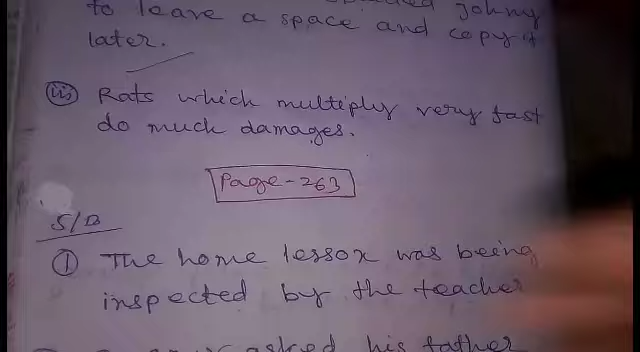 to leave a space and copy it
later.
(iii) Rats which multiply very fast
do much damages.
Page-263
S/B
① The home lesson was being
inspected by the teacher
asked his father